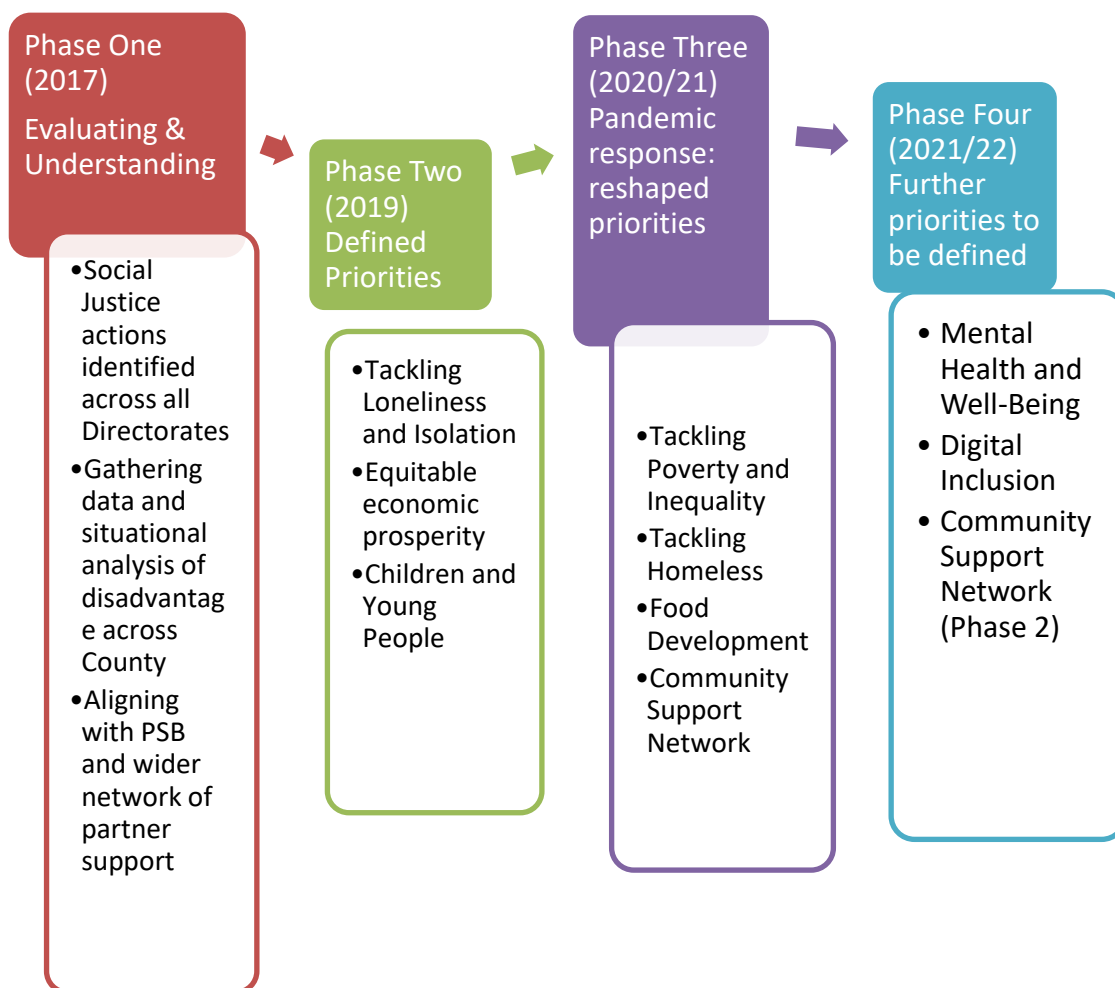 Phase One
(2017)
Evaluating &
Understanding
•Social
Justice
actions
identified
across all
Directorates
•Gathering
data and
situational
analysis of
disadvantag
e across
County
•Aligning
with PSB
and wider
network of
partner
support
Phase Two
(2019)
Defined
Priorities
•Tackling
Loneliness
and Isolation
•Equitable
economic
prosperity
•Children and
Young
People
Phase Three
(2020/21)
Pandemic
response:
reshaped
priorities
•Tackling
Poverty and
Inequality
•Tackling
Homeless
•Food
Development
•Community
Support
Network
Phase Four
(2021/22)
Further
priorities to
be defined
• Mental
Health and
Well-Being
• Digital
Inclusion
• Community
Support
Network
(Phase 2)